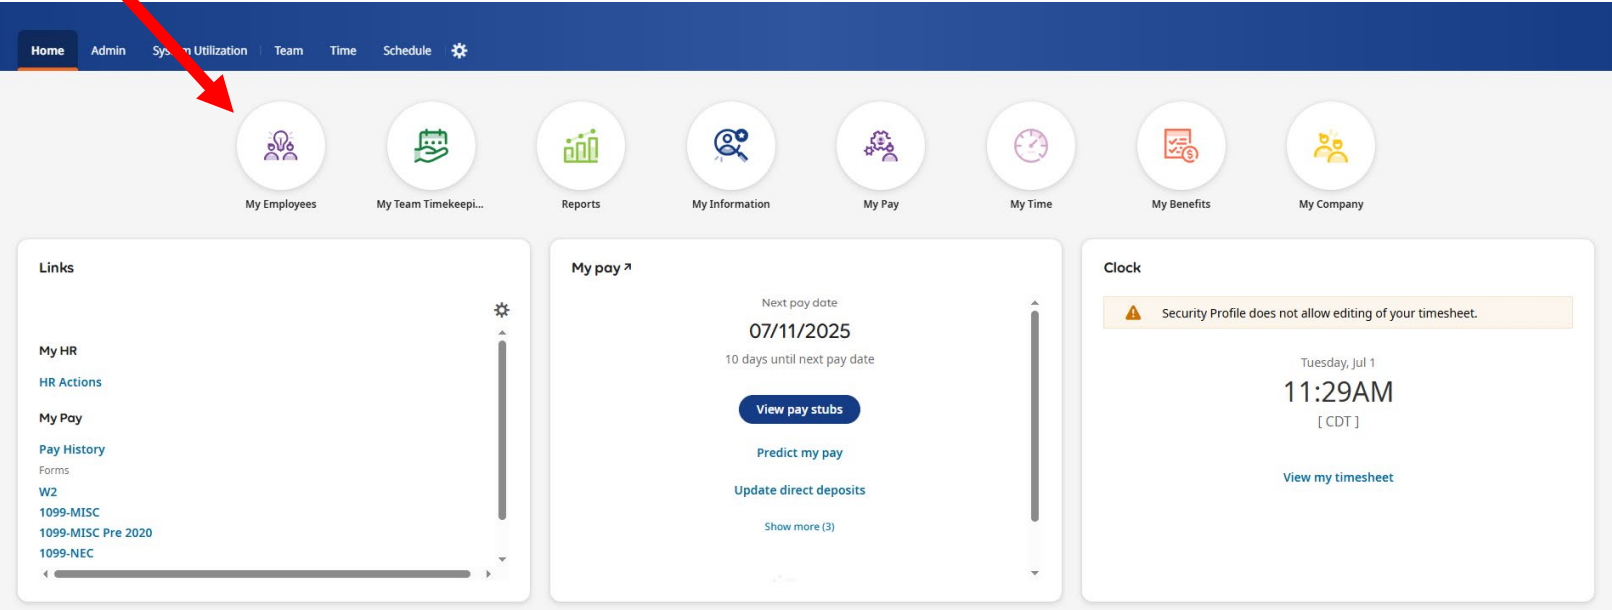 Home Admin System Utilization Team Time Schedule
My Employees My Team Timekeepi... Reports My Information My Pay My Time My Benefits My Company
Links
My HR
HR Actions
My Pay
Pay History
Forms
W2
1099-MISC
1099-MISC Pre 2020
1099-NEC
My pay
Next pay date
07/11/2025
10 days until next pay date
View pay stubs
Predict my pay
Update direct deposits
Show more (3)
Clock
Security Profile does not allow editing of your timesheet.
Tuesday, Jul 1
11:29AM
[ CDT ]
View my timesheet